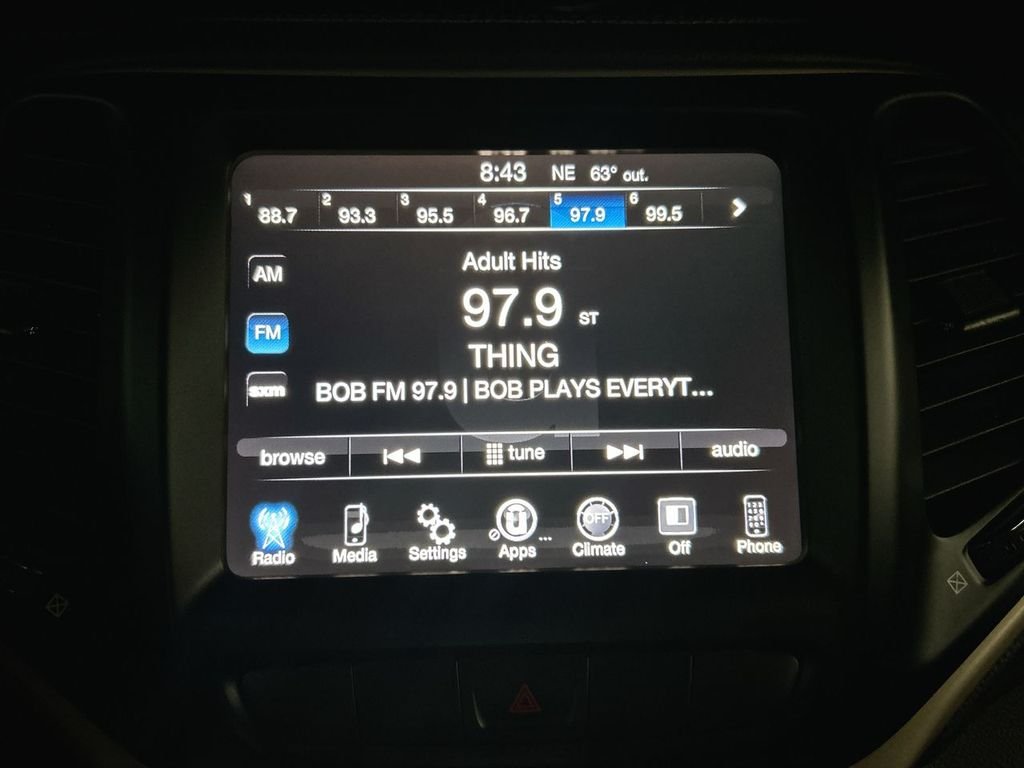 8:43 NE 63° out.
1 88.7 2 93.3 3 95.5 4 96.7 5 97.9 6 99.5
Adult Hits
AM
97.9 ST
FM
THING
sxm
BOB FM 97.9 | BOB PLAYS EVERYT...
browse tune audio
OFF
Radio Media Settings Apps... Climate Off Phone